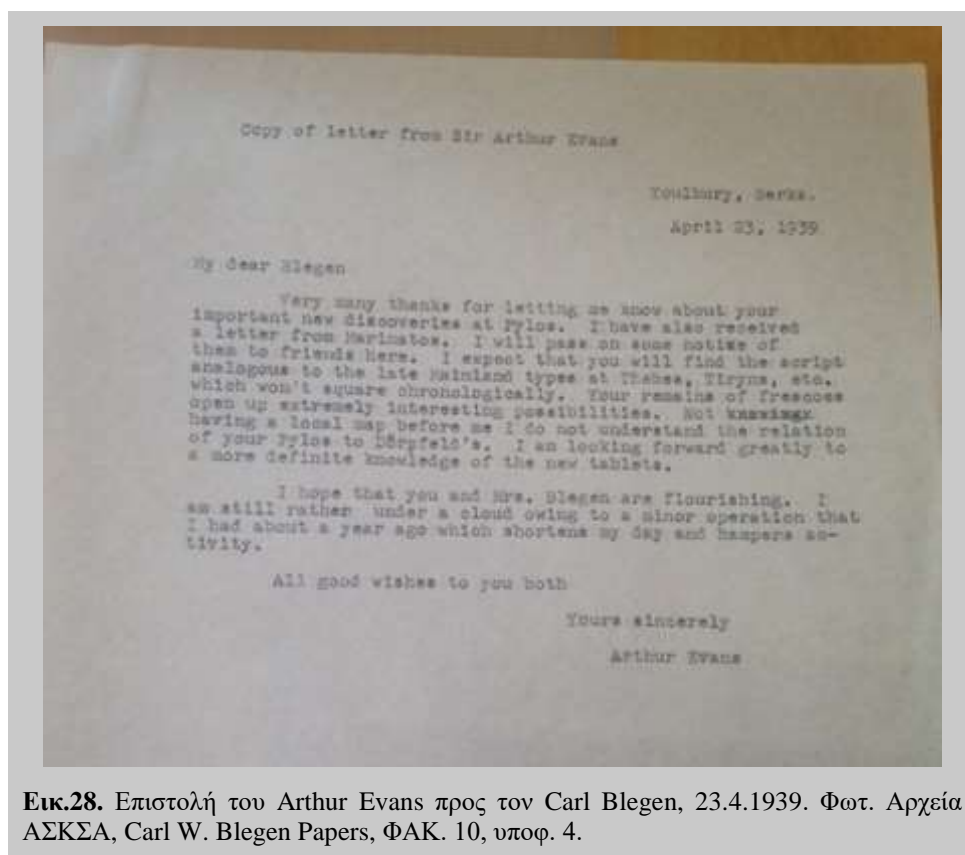 Copy of letter from Sir Arthur Evans
Youlbury, Berks.
April 23, 1939
My dear Blegen
Very many thanks for letting me know about your
important new discoveries at Pylos. I have also received
a letter from Marinatos. I will pass on some notice of
them to friends here. I expect that you will find the script
analogous to the late Mainland types at Thebes, Tiryns, etc.
which won't square chronologically. Your remains of frescoes
open up extremely interesting possibilities. Not
having a local map before me I do not understand the relation
of your Pylos to Dörpfeld's. I am looking forward greatly to
a more definite knowledge of the new tablets.
I hope that you and Mrs. Blegen are flourishing. I
am still rather under a cloud owing to a minor operation that
I had about a year ago which shortens my day and hampers ac-
tivity.
All good wishes to you both
Yours sincerely
Arthur Evans
Εικ.28. Επιστολή του Arthur Evans προς τον Carl Blegen, 23.4.1939. Φωτ. Αρχεία
ΑΣΚΣΑ, Carl W. Blegen Papers, ΦΑΚ. 10, υποφ. 4.